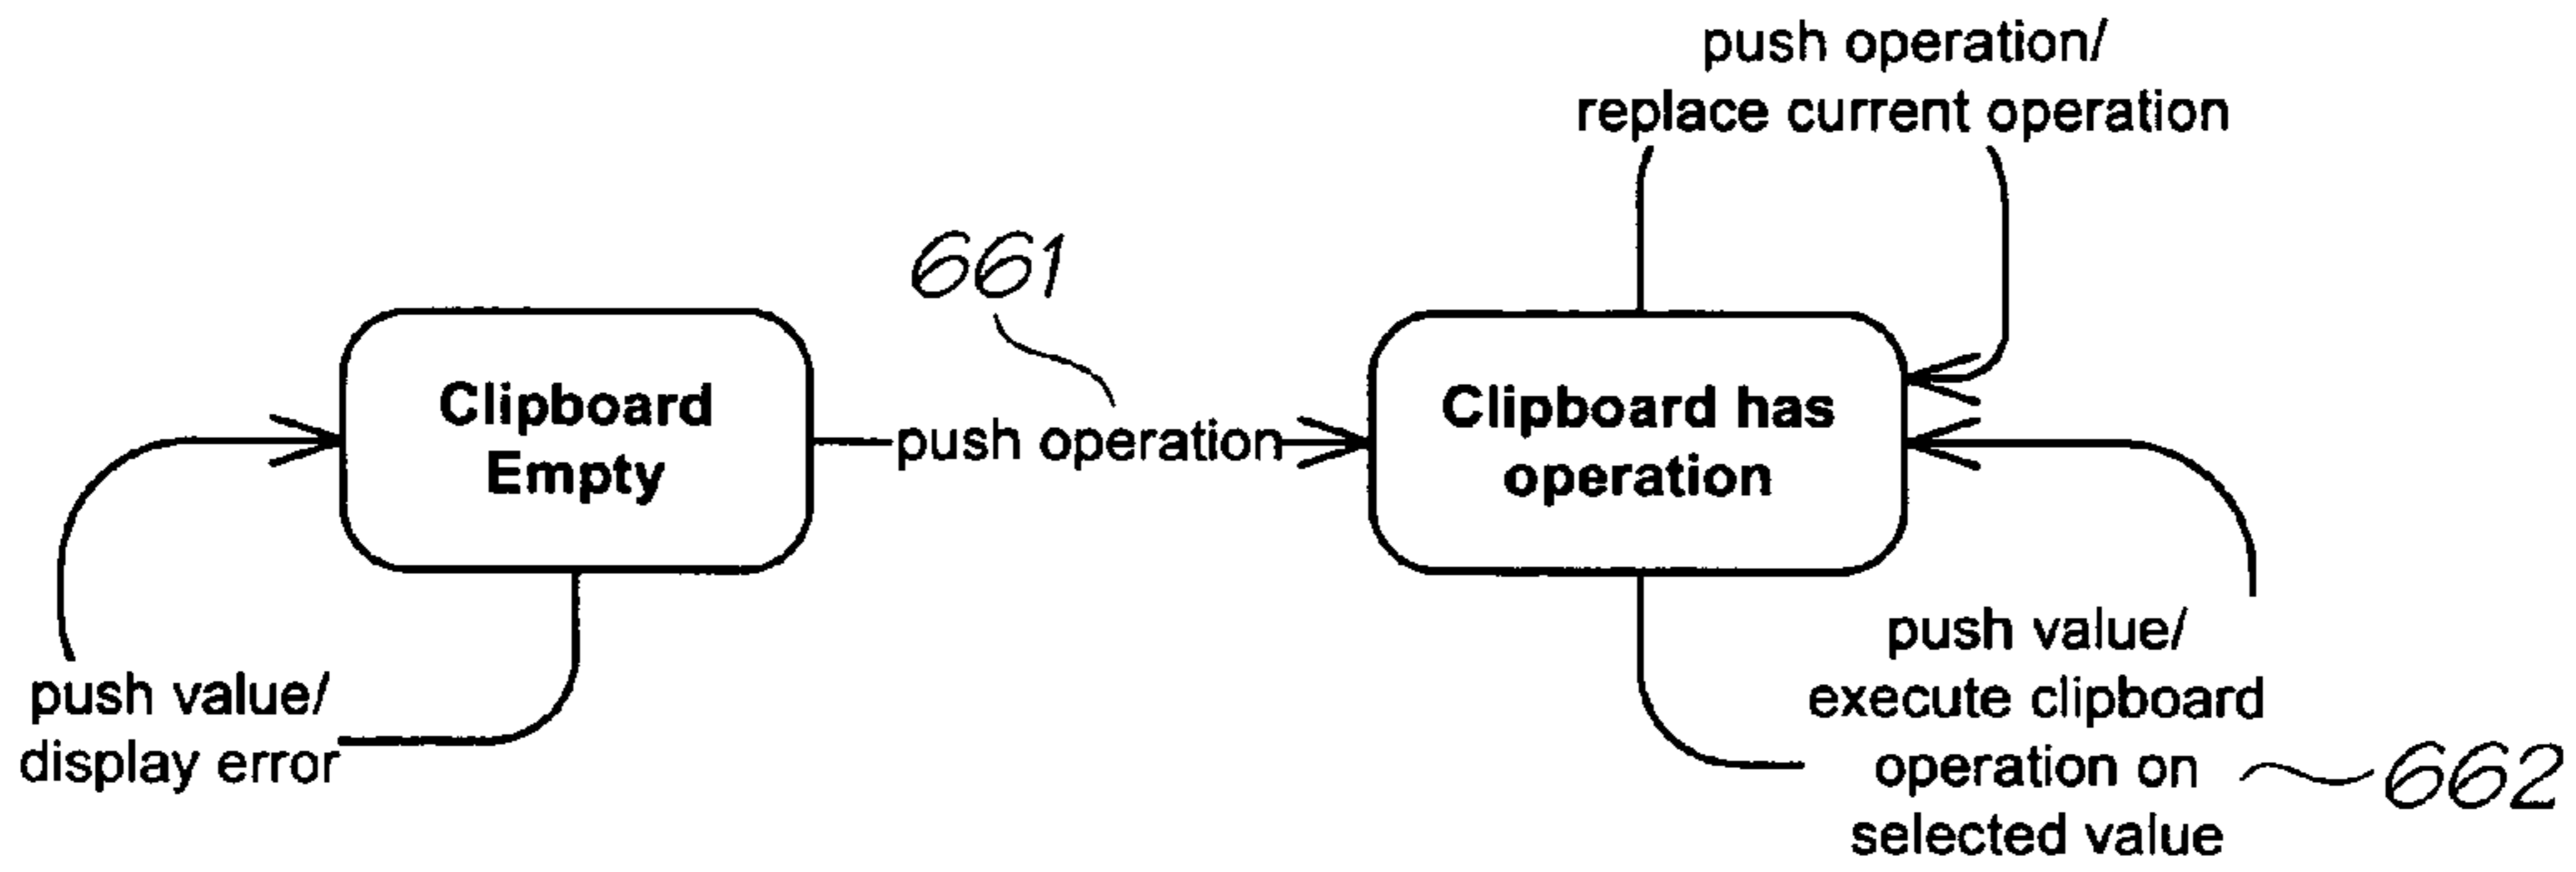 push operation/
replace current operation
661
Clipboard
Empty
push operation
Clipboard has
operation
push value/
display error
push value/
execute clipboard
operation on
selected value
662